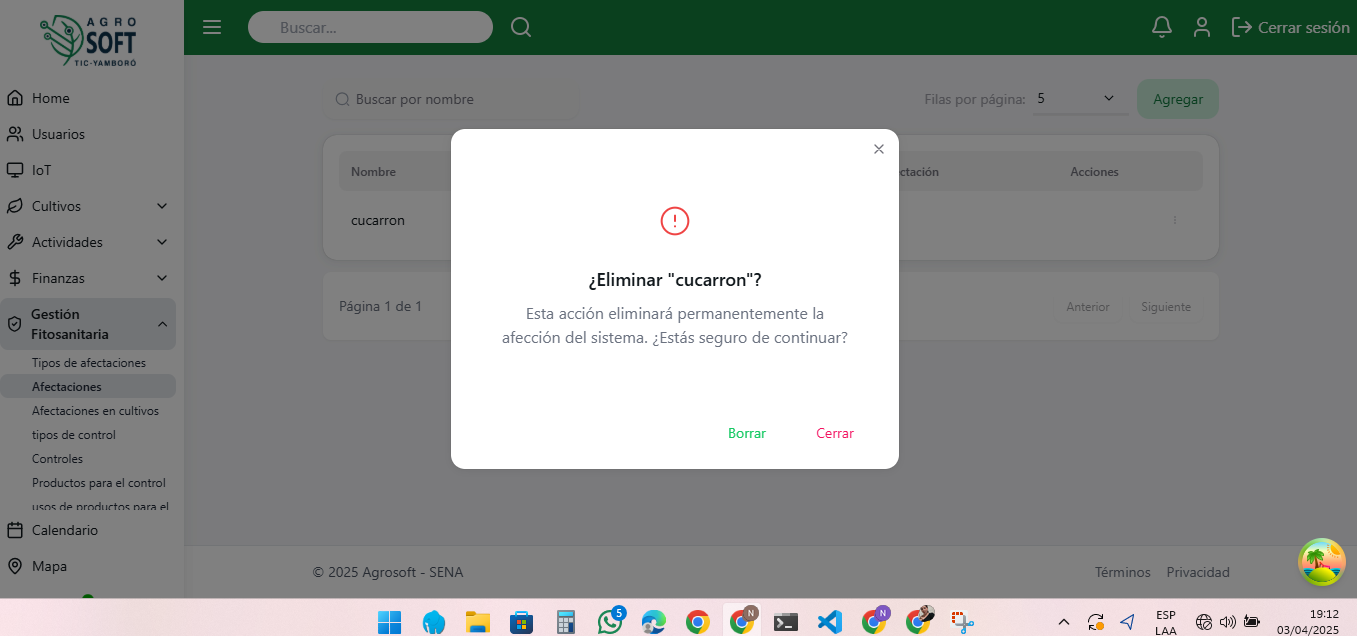 AGRO
SOFT
TIC-YAMBORÓ
Buscar...
Cerrar sesión
Home
Usuarios
IoT
Cultivos
Actividades
Finanzas
Gestión
Fitosanitaria
Tipos de afectaciones
Afectaciones
Afectaciones en cultivos
tipos de control
Controles
Productos para el control
usos de productos para el
Calendario
Mapa
Buscar por nombre
Filas por página: 5
Agregar
Nombre
ctación
Acciones
cucarron
Página 1 de 1
Anterior
Siguiente
¿Eliminar "cucarron"?
Esta acción eliminará permanentemente la
afección del sistema. ¿Estás seguro de continuar?
Borrar
Cerrar
© 2025 Agrosoft - SENA
Términos
Privacidad
5
N
N
ESP
LAA
19:12
03/04/2025